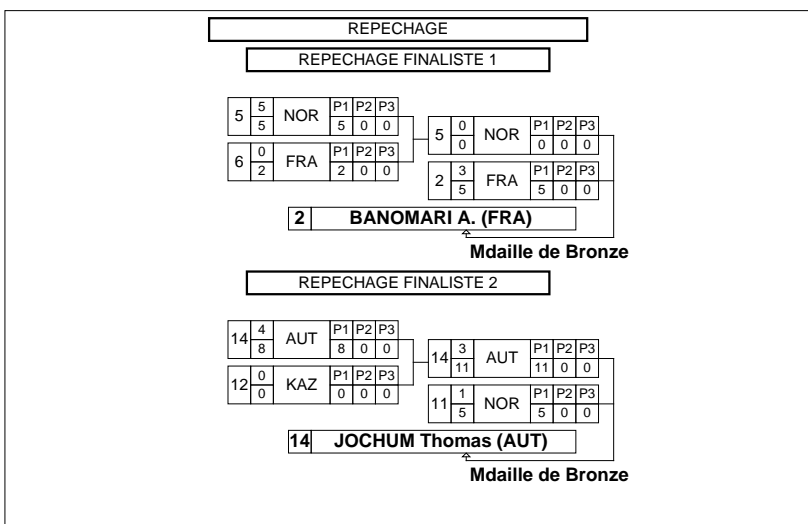 REPECHAGE
REPECHAGE FINALISTE 1
5 5 NOR P1 P2 P3
5 5 0 0
6 0 FRA P1 P2 P3
2 2 0 0
5 0 NOR P1 P2 P3
0 0 0 0
2 3 FRA P1 P2 P3
5 5 0 0
2 BANOMARI A. (FRA)
Mdaille de Bronze
REPECHAGE FINALISTE 2
14 4 AUT P1 P2 P3
8 8 0 0
12 0 KAZ P1 P2 P3
0 0 0 0
14 3 AUT P1 P2 P3
11 11 0 0
11 1 NOR P1 P2 P3
5 5 0 0
14 JOCHUM Thomas (AUT)
Mdaille de Bronze